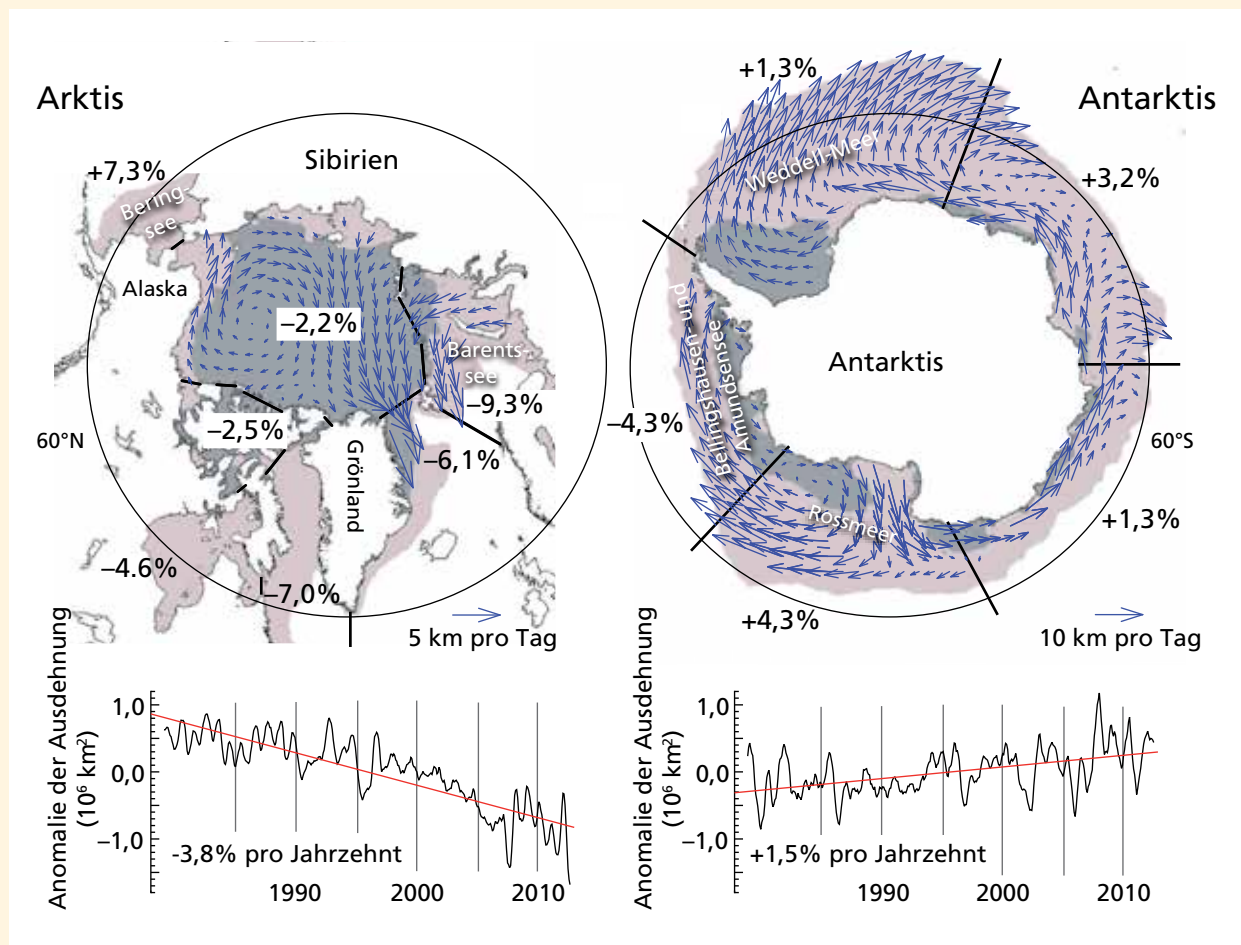 Arktis
Sibirien
+7,3%
Bering-
see
Alaska
−2,2%
Barents-
see
−9,3%
−2,5%
60°N
Grönland
−6,1%
−4.6%
−7,0%
5 km pro Tag
Anomalie der Ausdehnung
(10⁶ km²)
1,0
0,0
−1,0
-3,8% pro Jahrzehnt
1990
2000
2010
Antarktis
+1,3%
Weddell-Meer
+3,2%
Bellingshausen- und
Amundsensee
Antarktis
−4,3%
60°S
Rossmeer
+1,3%
+4,3%
10 km pro Tag
Anomalie der Ausdehnung
(10⁶ km²)
1,0
0,0
−1,0
+1,5% pro Jahrzehnt
1990
2000
2010